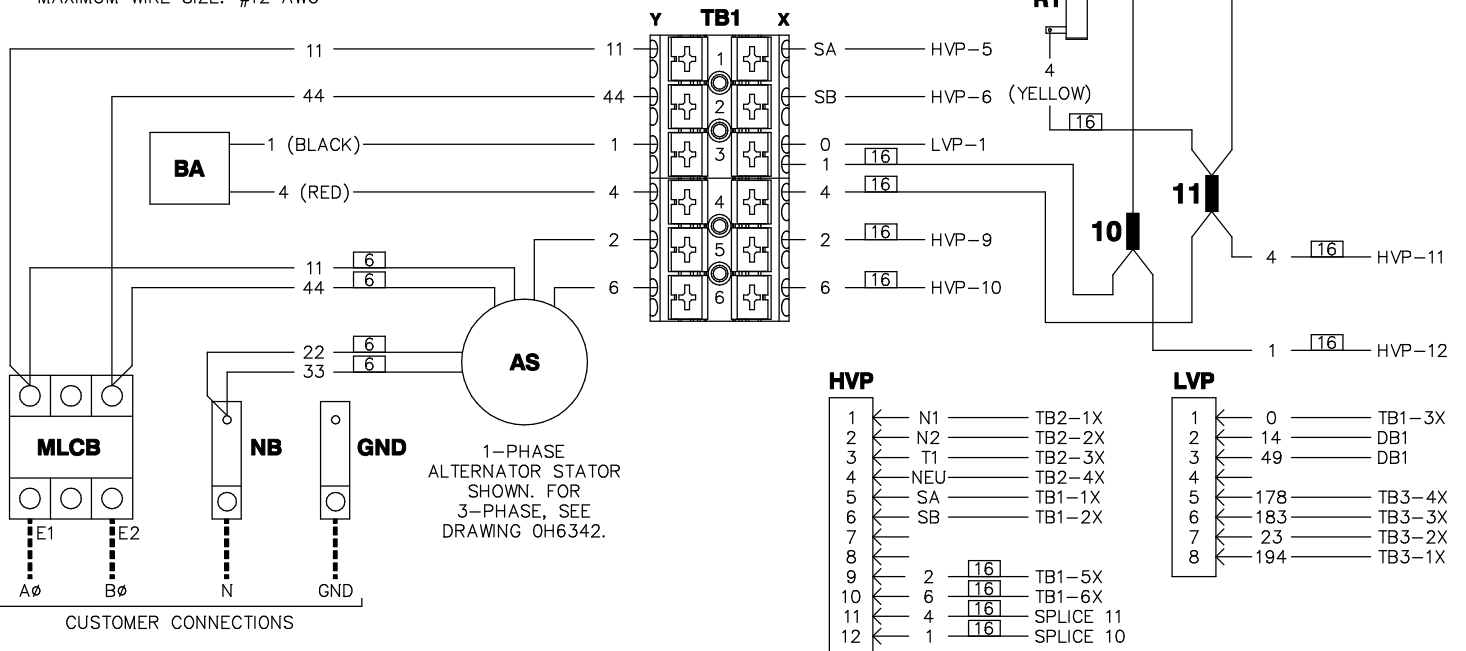 Y TB1 X
11 11 SA HVP-5
4
(YELLOW)
44 44 SB HVP-6
16
BA
1 (BLACK) 1 0 LVP-1
1 16
4 (RED) 4 4 16
1
2
3
4
5
6
11
10
2 2 16 HVP-9
11 6
44 6
6 6 16 HVP-10
4 16 HVP-11
22 6
33 6
AS
1 16 HVP-12
MLCB
NB
GND
1-PHASE
ALTERNATOR STATOR
SHOWN. FOR
3-PHASE, SEE
DRAWING 0H6342.
E1 E2
AØ BØ N GND
CUSTOMER CONNECTIONS
HVP
1 N1 TB2-1X
2 N2 TB2-2X
3 T1 TB2-3X
4 NEU TB2-4X
5 SA TB1-1X
6 SB TB1-2X
7
8
9 2 16 TB1-5X
10 6 16 TB1-6X
11 4 16 SPLICE 11
12 1 16 SPLICE 10
LVP
1 0 TB1-3X
2 14 DB1
3 49 DB1
4
5 178 TB3-4X
6 183 TB3-3X
7 23 TB3-2X
8 194 TB3-1X